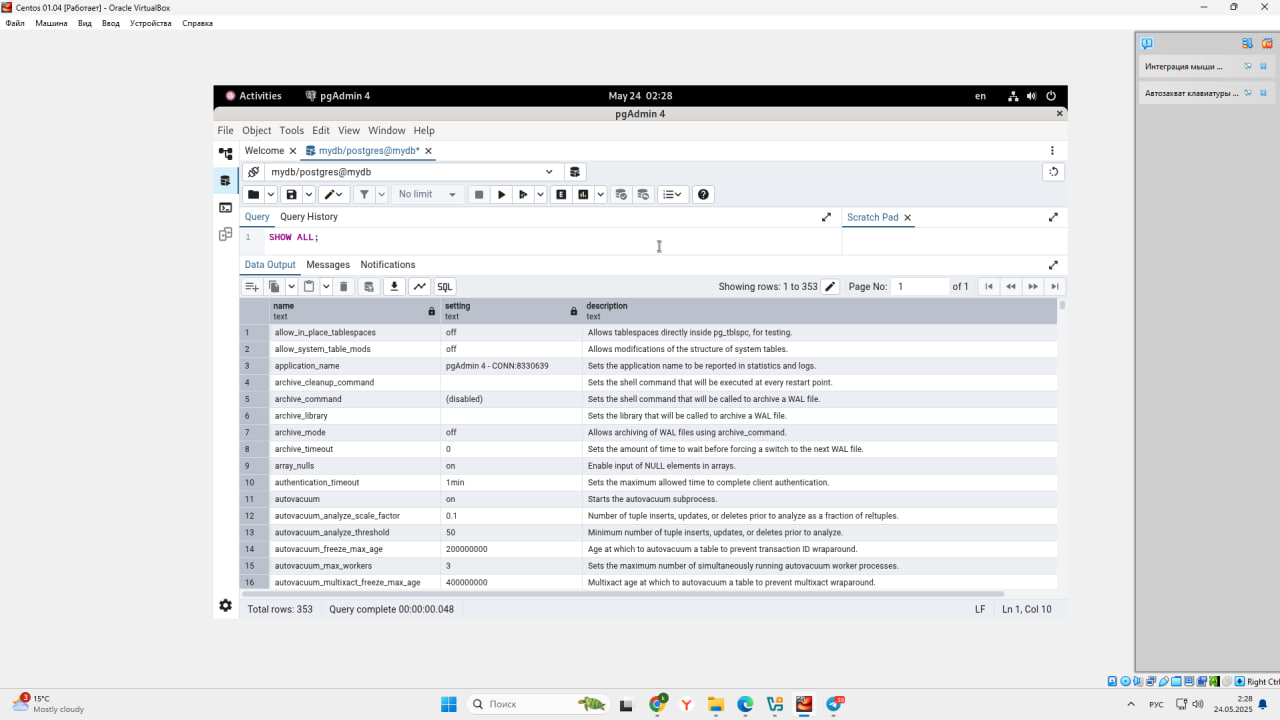 Centos 01.04 [Работает] - Oracle VirtualBox
Файл Машина Вид Ввод Устройства Справка
Интеграция мыши ...
Автозахват клавиатуры ...
Activities pgAdmin 4 May 24 02:28 en
pgAdmin 4
File Object Tools Edit View Window Help
Welcome mydb/postgres@mydb*
mydb/postgres@mydb
No limit
E
Query Query History Scratch Pad
1 SHOW ALL;
Data Output Messages Notifications
SQL Showing rows: 1 to 353 Page No: 1 of 1
name setting description
text text text
1 allow_in_place_tablespaces off Allows tablespaces directly inside pg_tblspc, for testing.
2 allow_system_table_mods off Allows modifications of the structure of system tables.
3 application_name pgAdmin 4 - CONN:8330639 Sets the application name to be reported in statistics and logs.
4 archive_cleanup_command Sets the shell command that will be executed at every restart point.
5 archive_command (disabled) Sets the shell command that will be called to archive a WAL file.
6 archive_library Sets the library that will be called to archive a WAL file.
7 archive_mode off Allows archiving of WAL files using archive_command.
8 archive_timeout 0 Sets the amount of time to wait before forcing a switch to the next WAL file.
9 array_nulls on Enable input of NULL elements in arrays.
10 authentication_timeout 1min Sets the maximum allowed time to complete client authentication.
11 autovacuum on Starts the autovacuum subprocess.
12 autovacuum_analyze_scale_factor 0.1 Number of tuple inserts, updates, or deletes prior to analyze as a fraction of reltuples.
13 autovacuum_analyze_threshold 50 Minimum number of tuple inserts, updates, or deletes prior to analyze.
14 autovacuum_freeze_max_age 200000000 Age at which to autovacuum a table to prevent transaction ID wraparound.
15 autovacuum_max_workers 3 Sets the maximum number of simultaneously running autovacuum worker processes.
16 autovacuum_multixact_freeze_max_age 400000000 Multixact age at which to autovacuum a table to prevent multixact wraparound.
Total rows: 353 Query complete 00:00:00.048 LF Ln 1, Col 10
Right Ctrl
3 15°C
Mostly cloudy
Поиск
РУС
2:28
24.05.2025